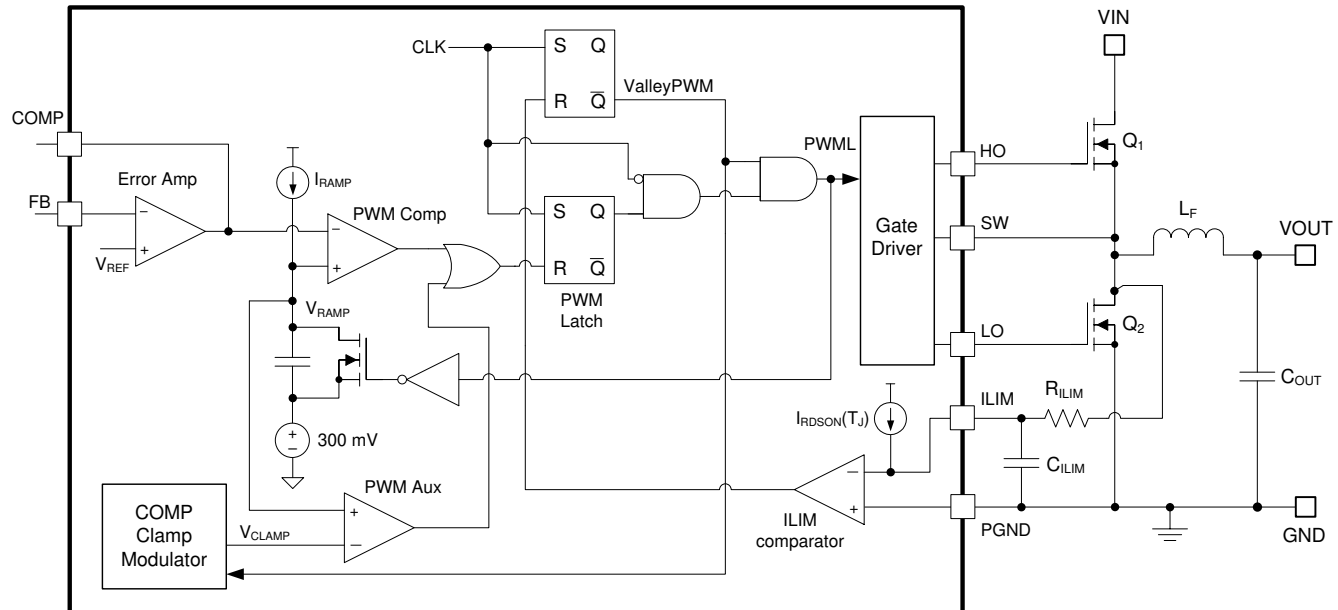 VIN
CLK
S Q
R Q̅
ValleyPWM
COMP
PWML
HO
Q1
Error Amp
IRAMP
FB
PWM Comp
S Q
R Q̅
Gate
Driver
SW
LF
VOUT
VREF
PWM
Latch
VRAMP
LO
Q2
COUT
300 mV
IRDSON(TJ)
ILIM
RILIM
CILIM
PWM Aux
COMP
Clamp
Modulator
VCLAMP
ILIM
comparator
PGND
GND